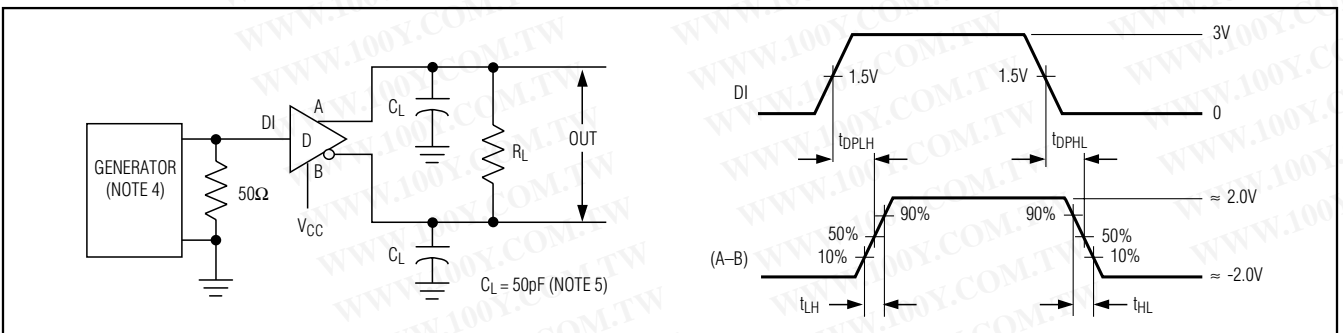 GENERATOR
(NOTE 4)
50Ω
DI
D
A
B
VCC
CL
CL
RL
OUT
CL = 50pF (NOTE 5)
DI
3V
1.5V
1.5V
0
tDPLH
tDPHL
(A–B)
≈ 2.0V
90%
90%
50%
50%
10%
10%
≈ -2.0V
tLH
tHL
WWW.100Y.COM.TW